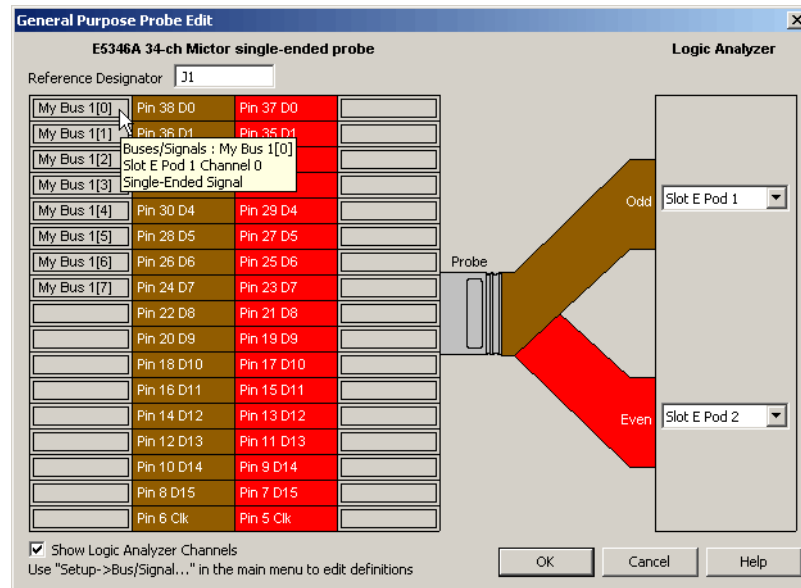 General Purpose Probe Edit
E5346A 34-ch Mictor single-ended probe
Logic Analyzer
Reference Designator J1
My Bus 1[0] Pin 38 D0 Pin 37 D0
My Bus 1[1] Pin 36 D1 Pin 35 D1
My Bus 1[2]
My Bus 1[3]
Buses/Signals : My Bus 1[0]
Slot E Pod 1 Channel 0
Single-Ended Signal
My Bus 1[4] Pin 30 D4 Pin 29 D4
My Bus 1[5] Pin 28 D5 Pin 27 D5
My Bus 1[6] Pin 26 D6 Pin 25 D6
My Bus 1[7] Pin 24 D7 Pin 23 D7
Pin 22 D8 Pin 21 D8
Pin 20 D9 Pin 19 D9
Pin 18 D10 Pin 17 D10
Pin 16 D11 Pin 15 D11
Pin 14 D12 Pin 13 D12
Pin 12 D13 Pin 11 D13
Pin 10 D14 Pin 9 D14
Pin 8 D15 Pin 7 D15
Pin 6 Clk Pin 5 Clk
Probe
Odd Slot E Pod 1
Even Slot E Pod 2
Show Logic Analyzer Channels
Use "Setup->Bus/Signal..." in the main menu to edit definitions
OK Cancel Help